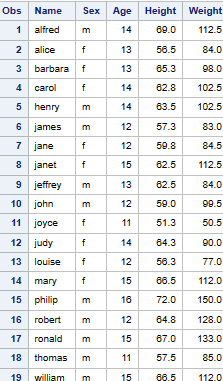 Obs Name Sex Age Height Weight
1 alfred m 14 69.0 112.5
2 alice f 13 56.5 84.0
3 barbara f 13 65.3 98.0
4 carol f 14 62.8 102.5
5 henry m 14 63.5 102.5
6 james m 12 57.3 83.0
7 jane f 12 59.8 84.5
8 janet f 15 62.5 112.5
9 jeffrey m 13 62.5 84.0
10 john m 12 59.0 99.5
11 joyce f 11 51.3 50.5
12 judy f 14 64.3 90.0
13 louise f 12 56.3 77.0
14 mary f 15 66.5 112.0
15 philip m 16 72.0 150.0
16 robert m 12 64.8 128.0
17 ronald m 15 67.0 133.0
18 thomas m 11 57.5 85.0
19 william m 15 66.5 112.0